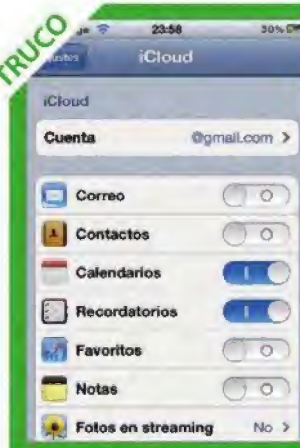 TRUCO
23:58
30%
iCloud
iCloud
Cuenta @gmail.com
Correo
Contactos
Calendarios
Recordatorios
Favoritos
Notas
Fotos en streaming No